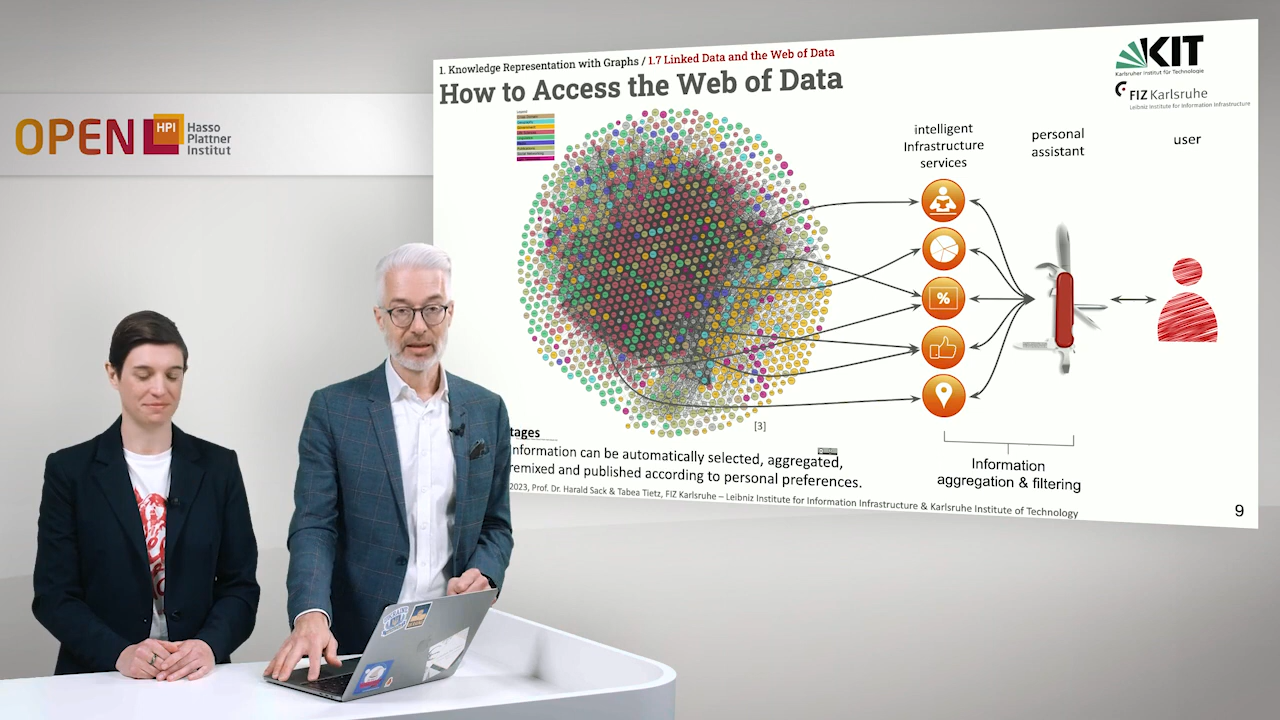 1. Knowledge Representation with Graphs / 1.7 Linked Data and the Web of Data
How to Access the Web of Data
KIT
Karlsruher Institut für Technologie
FIZ Karlsruhe
Leibniz Institute for Information Infrastructure
OPEN HPI
Hasso
Plattner
Institut
intelligent
Infrastructure
services
personal
assistant
user
%
[3]
tages
nformation can be automatically selected, aggregated,
remixed and published according to personal preferences.
Information
aggregation & filtering
2023, Prof. Dr. Harald Sack & Tabea Tietz, FIZ Karlsruhe – Leibniz Institute for Information Infrastructure & Karlsruhe Institute of Technology
9